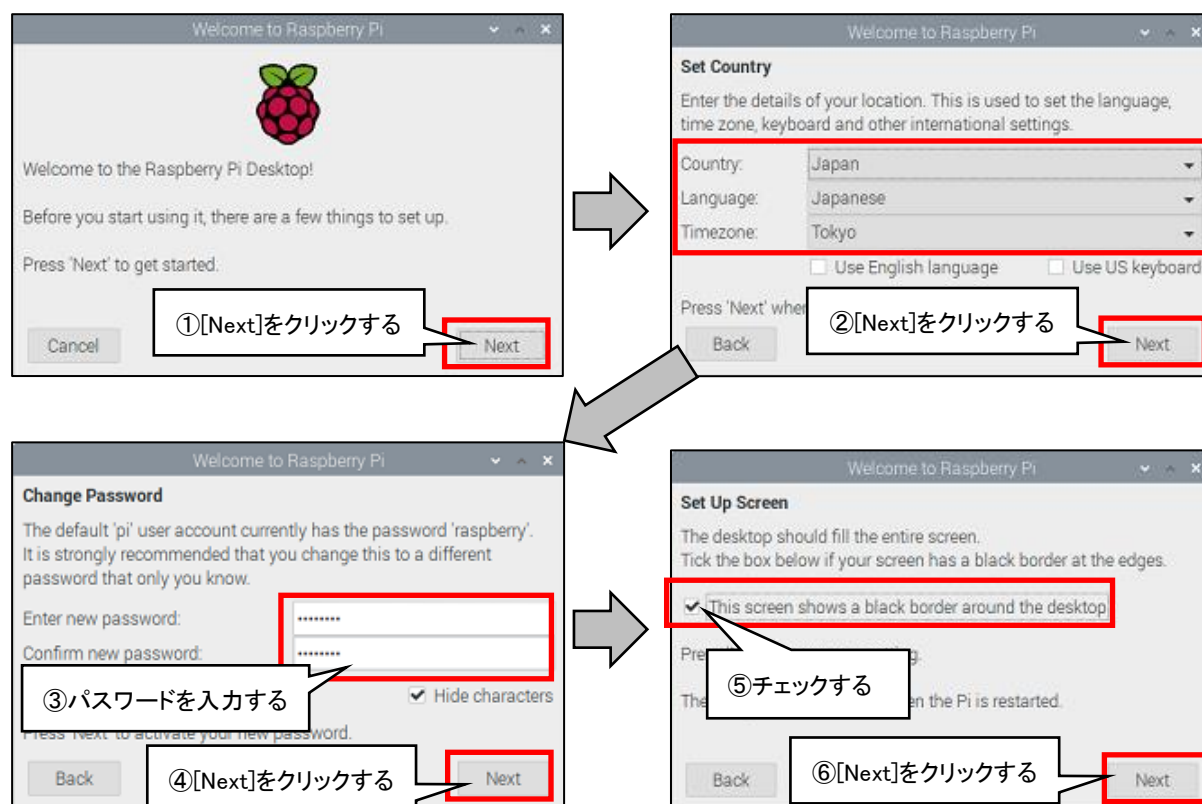 Welcome to Raspberry Pi
Welcome to the Raspberry Pi Desktop!
Before you start using it, there are a few things to set up.
Press 'Next' to get started.
①[Next]をクリックする
Cancel
Next
Welcome to Raspberry Pi
Set Country
Enter the details of your location. This is used to set the language,
time zone, keyboard and other international settings.
Country: Japan
Language: Japanese
Timezone: Tokyo
Use English language Use US keyboard
Press 'Next' whe
②[Next]をクリックする
Back
Next
Welcome to Raspberry Pi
Change Password
The default 'pi' user account currently has the password 'raspberry'.
It is strongly recommended that you change this to a different
password that only you know.
Enter new password: ••••••••
Confirm new password: ••••••••
③パスワードを入力する
Hide characters
Press 'Next' to activate your new password.
④[Next]をクリックする
Back
Next
Welcome to Raspberry Pi
Set Up Screen
The desktop should fill the entire screen.
Tick the box below if your screen has a black border at the edges.
This screen shows a black border around the desktop
Pre g.
⑤チェックする
The en the Pi is restarted.
⑥[Next]をクリックする
Back
Next